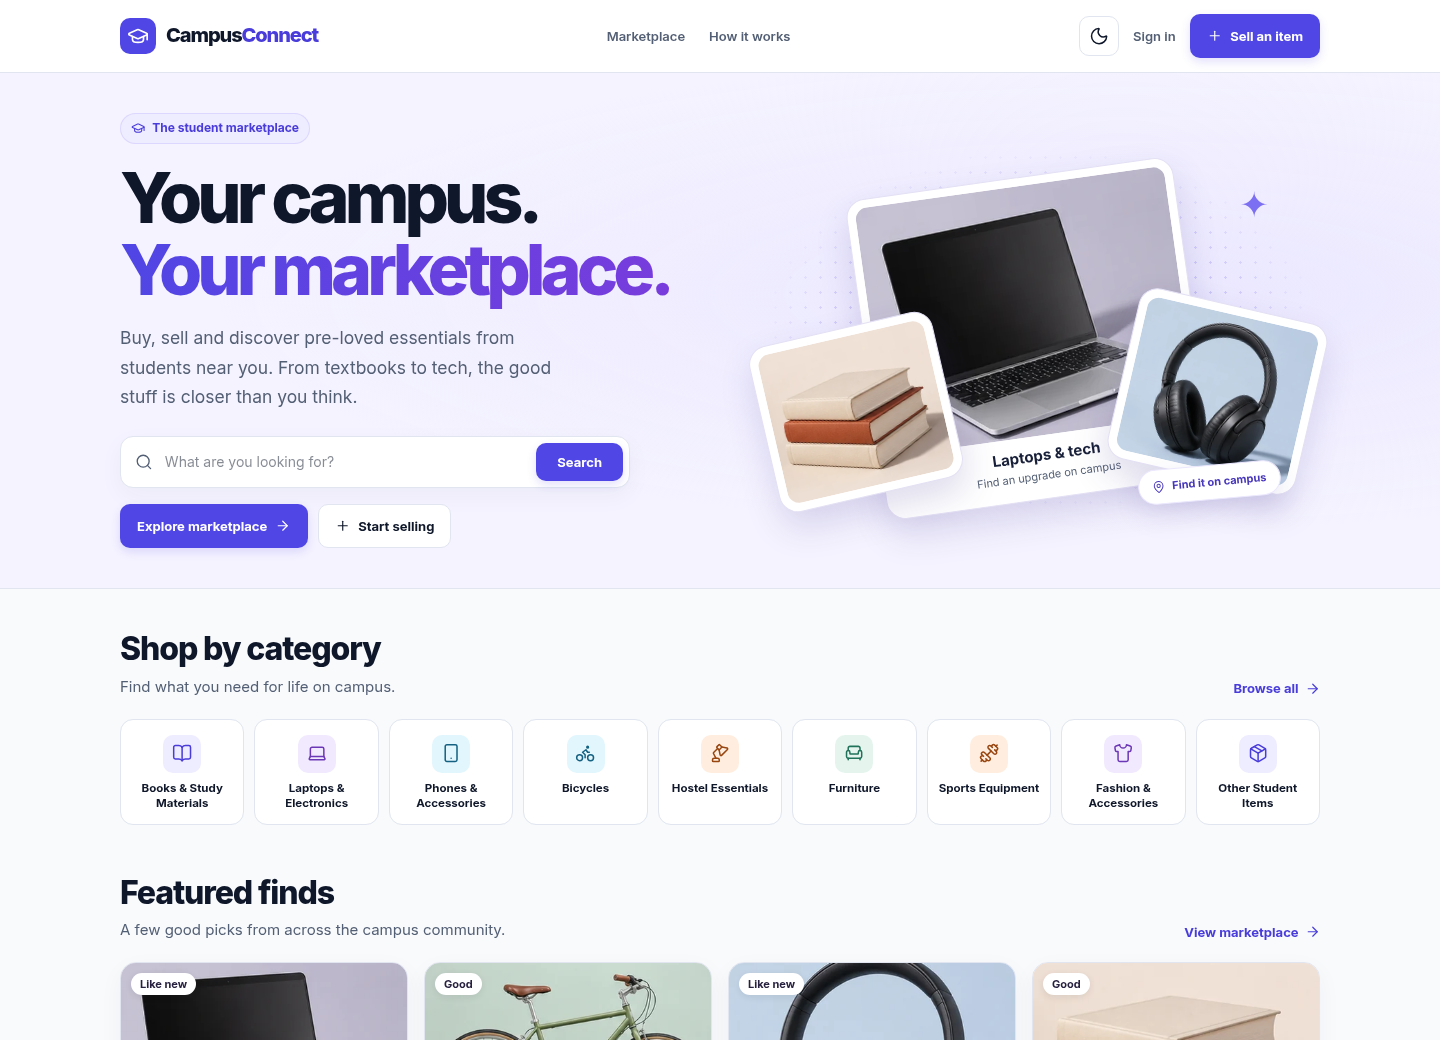 CampusConnect
Marketplace
How it works
Sign in
Sell an item
The student marketplace
Your campus.
Your marketplace.
Buy, sell and discover pre-loved essentials from
students near you. From textbooks to tech, the good
stuff is closer than you think.
What are you looking for?
Search
Explore marketplace
Start selling
Laptops & tech
Find an upgrade on campus
Find it on campus
Shop by category
Find what you need for life on campus.
Browse all
Books & Study
Materials
Laptops &
Electronics
Phones &
Accessories
Bicycles
Hostel Essentials
Furniture
Sports Equipment
Fashion &
Accessories
Other Student
Items
Featured finds
A few good picks from across the campus community.
View marketplace
Like new
Good
Like new
Good